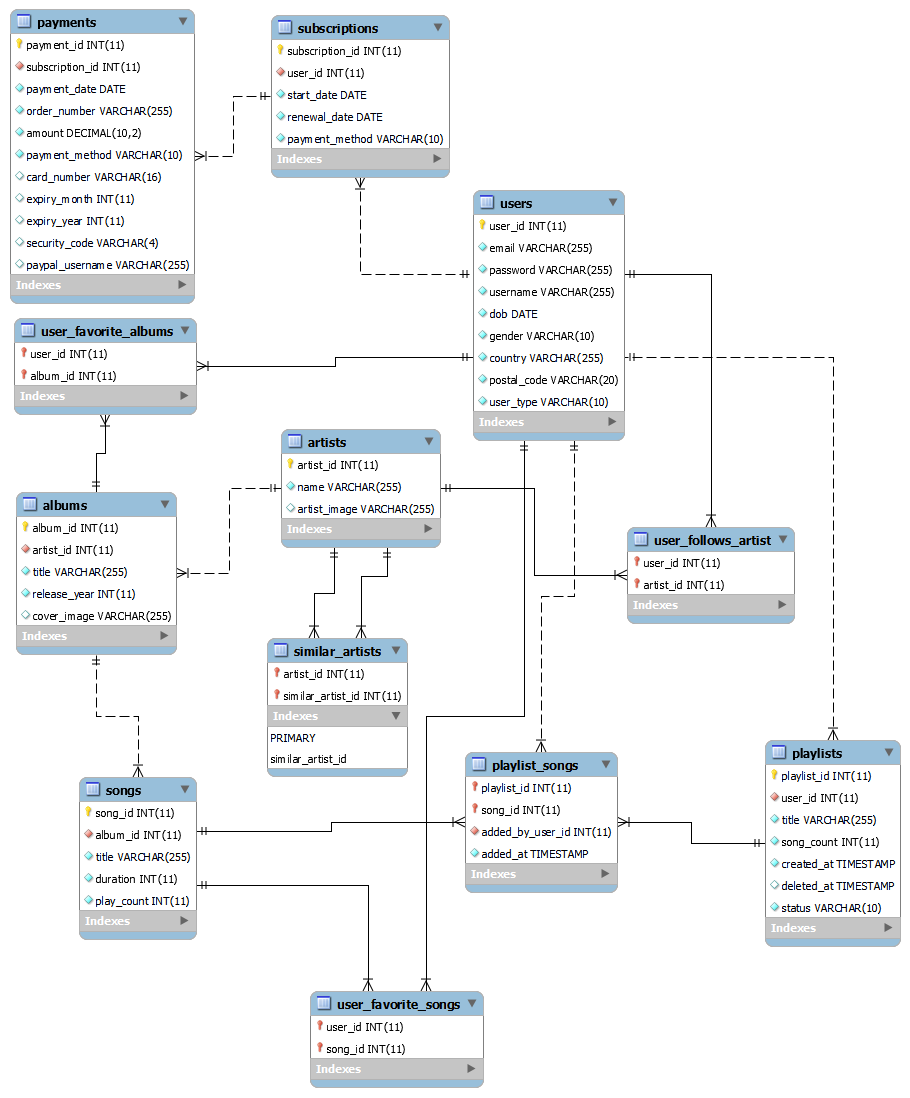 payments
payment_id INT(11)
subscription_id INT(11)
payment_date DATE
order_number VARCHAR(255)
amount DECIMAL(10,2)
payment_method VARCHAR(10)
card_number VARCHAR(16)
expiry_month INT(11)
expiry_year INT(11)
security_code VARCHAR(4)
paypal_username VARCHAR(255)
Indexes
subscriptions
subscription_id INT(11)
user_id INT(11)
start_date DATE
renewal_date DATE
payment_method VARCHAR(10)
Indexes
users
user_id INT(11)
email VARCHAR(255)
password VARCHAR(255)
username VARCHAR(255)
dob DATE
gender VARCHAR(10)
country VARCHAR(255)
postal_code VARCHAR(20)
user_type VARCHAR(10)
Indexes
user_favorite_albums
user_id INT(11)
album_id INT(11)
Indexes
artists
artist_id INT(11)
name VARCHAR(255)
artist_image VARCHAR(255)
Indexes
albums
album_id INT(11)
artist_id INT(11)
title VARCHAR(255)
release_year INT(11)
cover_image VARCHAR(255)
Indexes
user_follows_artist
user_id INT(11)
artist_id INT(11)
Indexes
similar_artists
artist_id INT(11)
similar_artist_id INT(11)
Indexes
PRIMARY
similar_artist_id
playlists
playlist_id INT(11)
user_id INT(11)
title VARCHAR(255)
song_count INT(11)
created_at TIMESTAMP
deleted_at TIMESTAMP
status VARCHAR(10)
Indexes
playlist_songs
playlist_id INT(11)
song_id INT(11)
added_by_user_id INT(11)
added_at TIMESTAMP
Indexes
songs
song_id INT(11)
album_id INT(11)
title VARCHAR(255)
duration INT(11)
play_count INT(11)
Indexes
user_favorite_songs
user_id INT(11)
song_id INT(11)
Indexes